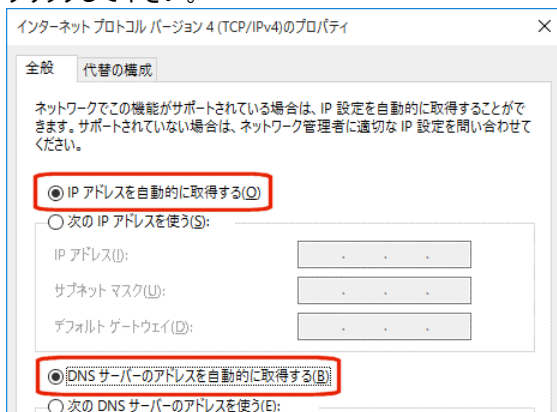 クリックして下さい。
インターネット プロトコル バージョン 4 (TCP/IPv4)のプロパティ
全般 代替の構成
ネットワークでこの機能がサポートされている場合は、IP 設定を自動的に取得することがで
きます。サポートされていない場合は、ネットワーク管理者に適切な IP 設定を問い合わせて
ください。
IP アドレスを自動的に取得する(O)
次の IP アドレスを使う(S):
IP アドレス(I):
サブネット マスク(U):
デフォルト ゲートウェイ(D):
DNS サーバーのアドレスを自動的に取得する(B)
次の DNS サーバーのアドレスを使う(E):